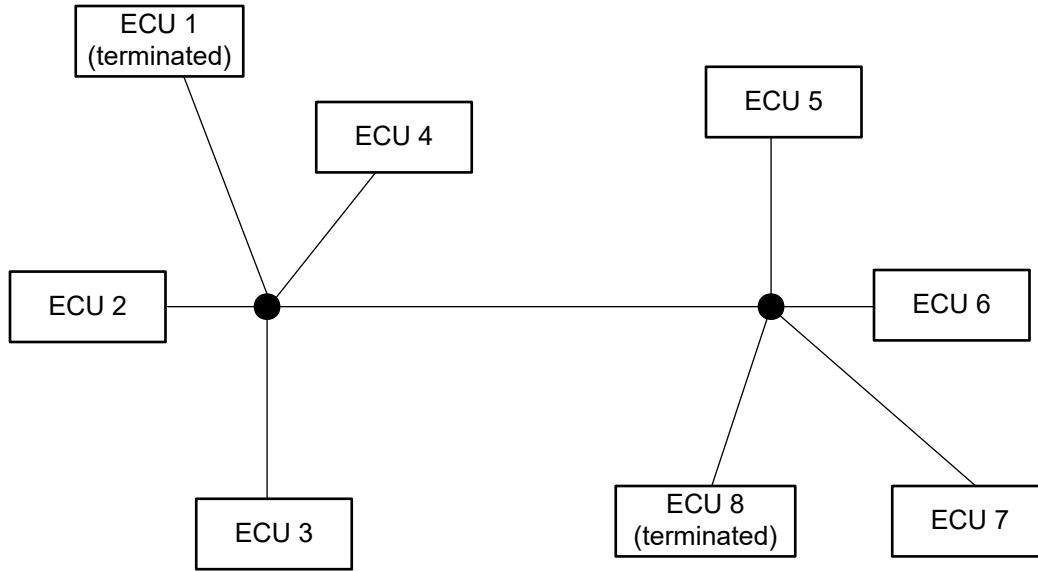 ECU 1
(terminated)
ECU 4
ECU 5
ECU 2
ECU 6
ECU 3
ECU 8
(terminated)
ECU 7